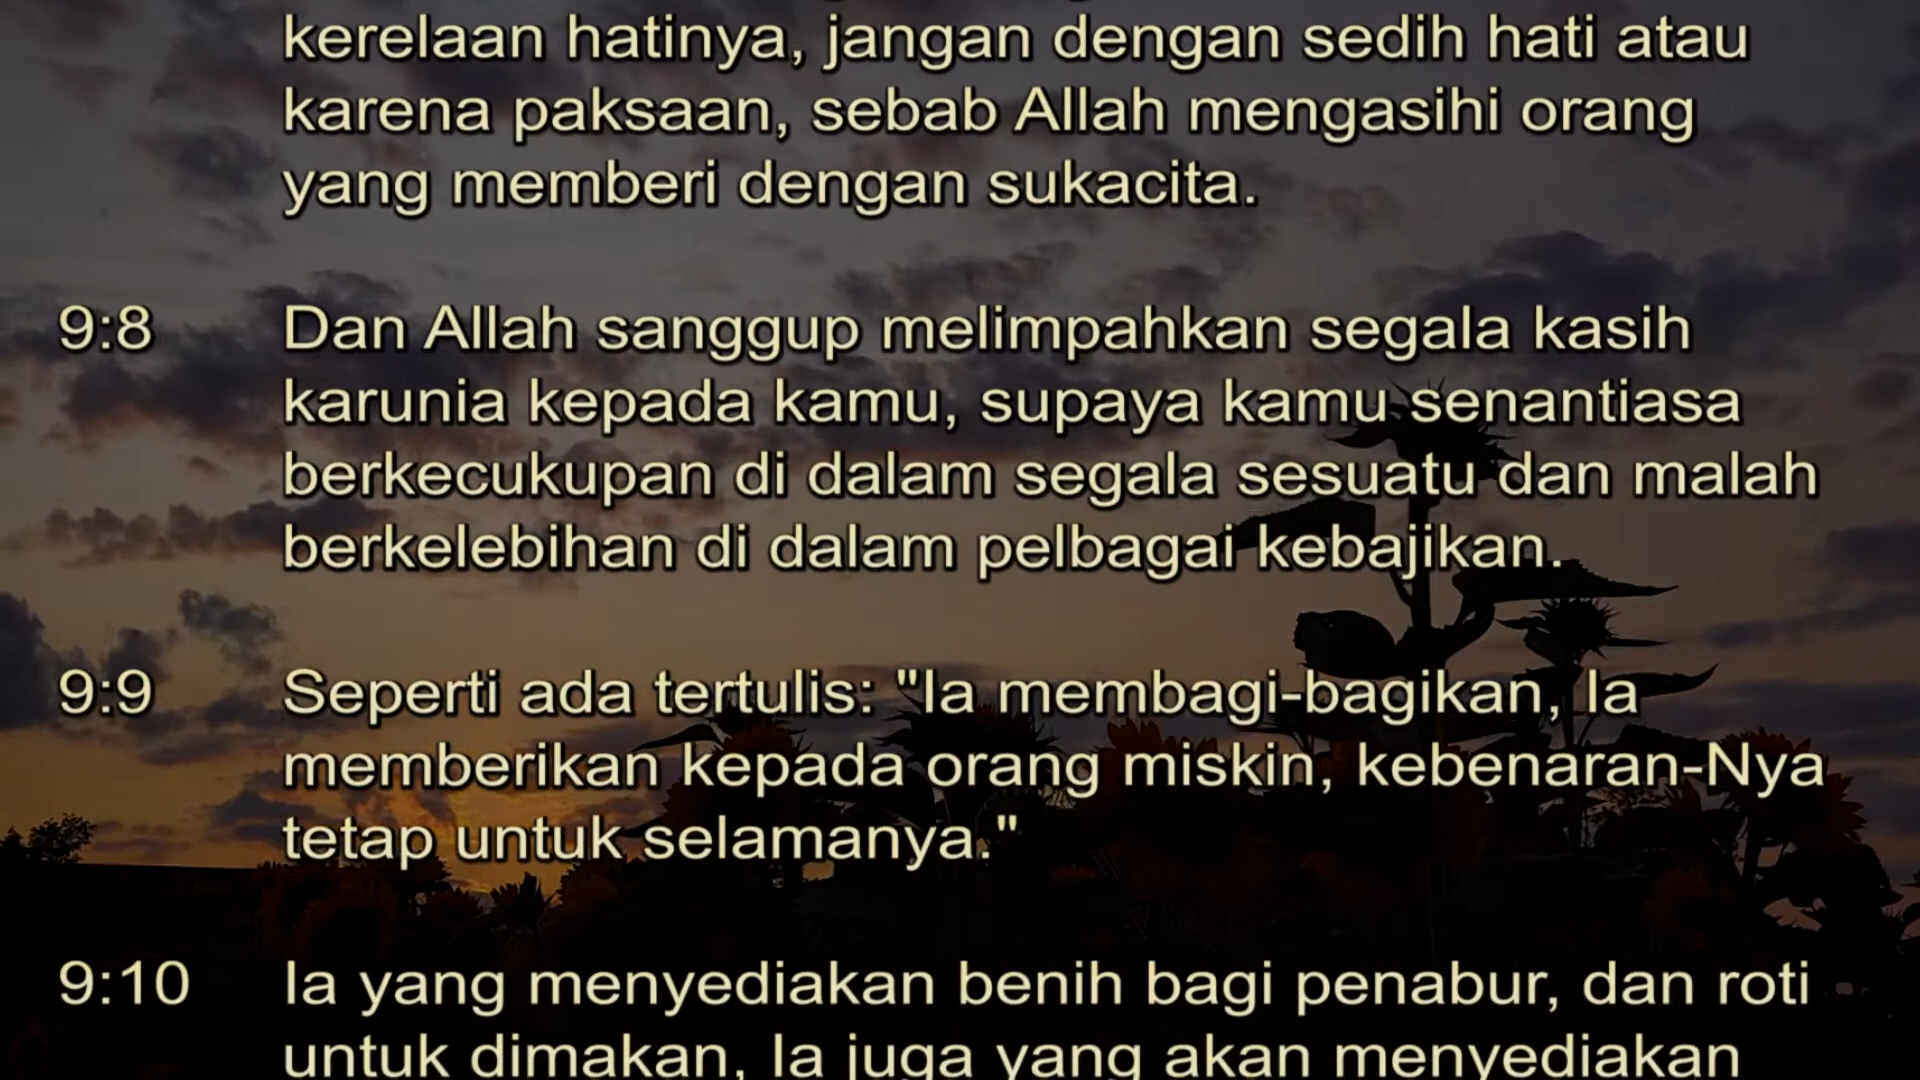 kerelaan hatinya, jangan dengan sedih hati atau
karena paksaan, sebab Allah mengasihi orang
yang memberi dengan sukacita.
9:8 Dan Allah sanggup melimpahkan segala kasih
karunia kepada kamu, supaya kamu senantiasa
berkecukupan di dalam segala sesuatu dan malah
berkelebihan di dalam pelbagai kebajikan.
9:9 Seperti ada tertulis: "Ia membagi-bagikan, Ia
memberikan kepada orang miskin, kebenaran-Nya
tetap untuk selamanya."
9:10 Ia yang menyediakan benih bagi penabur, dan roti
untuk dimakan, Ia juga yang akan menyediakan